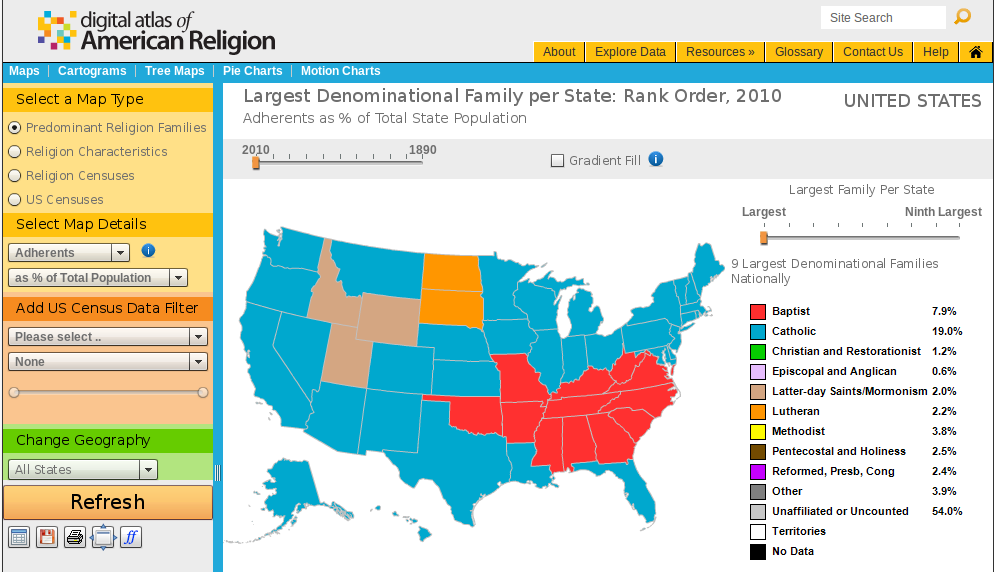 digital atlas of
American Religion
Site Search
About
Explore Data
Resources »
Glossary
Contact Us
Help
Maps
Cartograms
Tree Maps
Pie Charts
Motion Charts
Select a Map Type
Predominant Religion Families
Religion Characteristics
Religion Censuses
US Censuses
Select Map Details
Adherents
i
as % of Total Population
Add US Census Data Filter
Please select ..
None
Change Geography
All States
Refresh
ff
Largest Denominational Family per State: Rank Order, 2010
UNITED STATES
Adherents as % of Total State Population
2010
1890
Gradient Fill
i
Largest Family Per State
Largest
Ninth Largest
9 Largest Denominational Families
Nationally
Baptist 7.9%
Catholic 19.0%
Christian and Restorationist 1.2%
Episcopal and Anglican 0.6%
Latter-day Saints/Mormonism 2.0%
Lutheran 2.2%
Methodist 3.8%
Pentecostal and Holiness 2.5%
Reformed, Presb, Cong 2.4%
Other 3.9%
Unaffiliated or Uncounted 54.0%
Territories
No Data